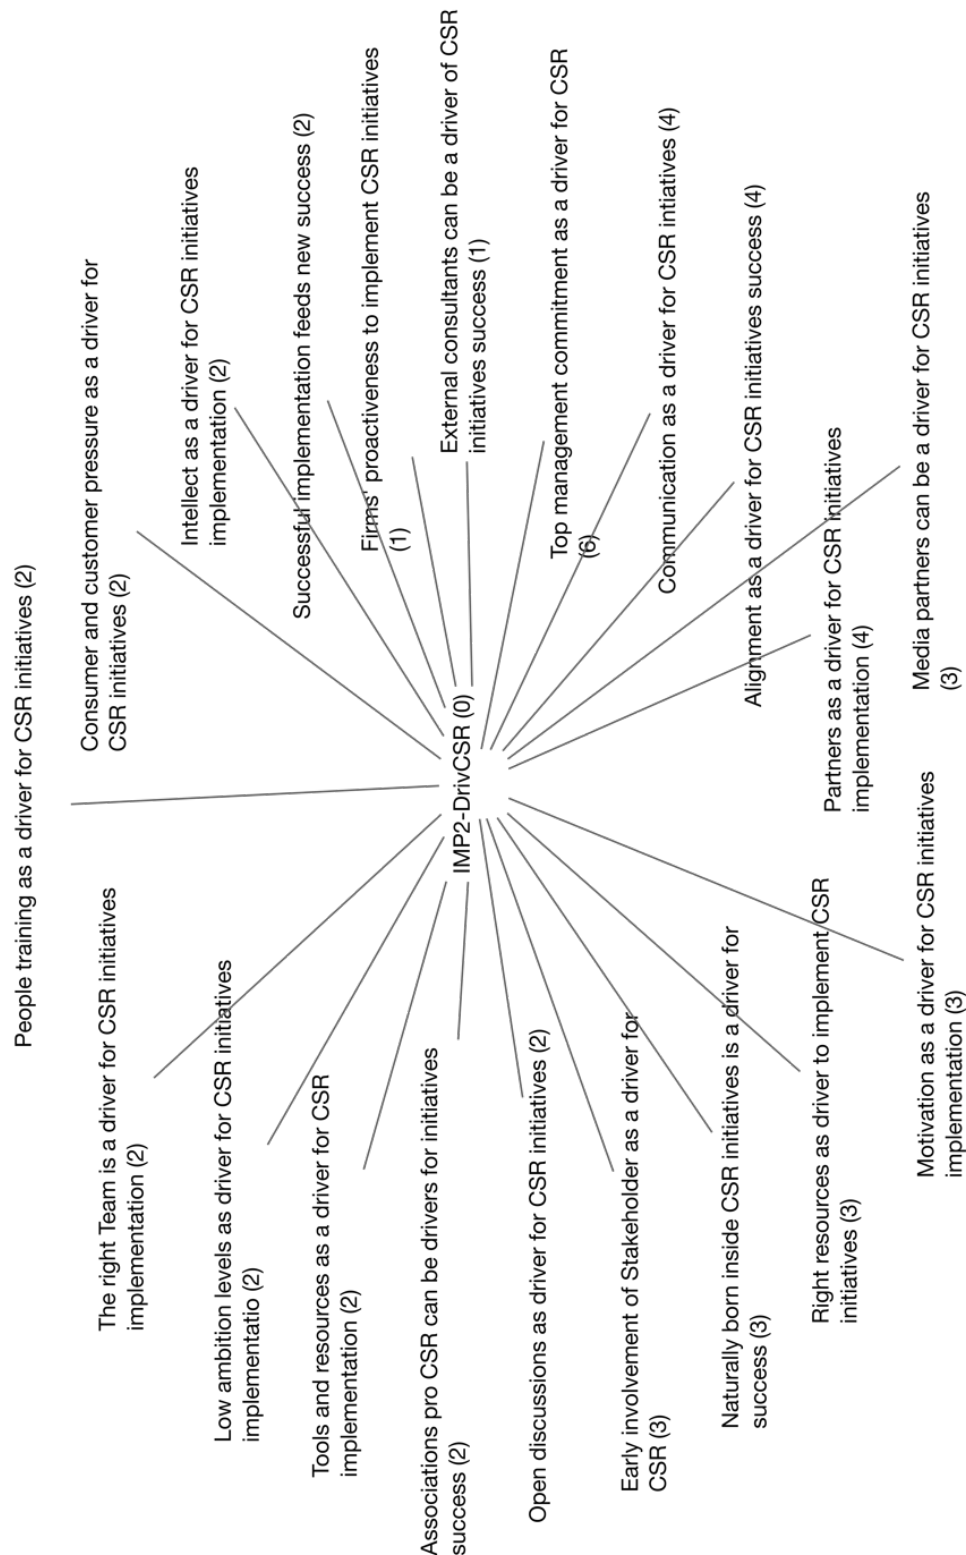 People training as a driver for CSR initiatives (2)
Consumer and customer pressure as a driver for
CSR initiatives (2)
The right Team is a driver for CSR initiatives
implementation (2)
Intellect as a driver for CSR initiatives
implementation (2)
Low ambition levels as driver for CSR initiatives
implementatio (2)
Successful implementation feeds new success (2)
Tools and resources as a driver for CSR
implementation (2)
Firms' proactiveness to implement CSR initiatives
(1)
Associations pro CSR can be drivers for initiatives
success (2)
External consultants can be a driver of CSR
initiatives success (1)
IMP2-DrivCSR (0)
Open discussions as driver for CSR initiatives (2)
Top management commitment as a driver for CSR
(6)
Early involvement of Stakeholder as a driver for
CSR (3)
Communication as a driver for CSR intiatives (4)
Naturally born inside CSR initiatives is a driver for
success (3)
Alignment as a driver for CSR initiatives success (4)
Right resources as driver to implement CSR
initiatives (3)
Partners as a driver for CSR initiatives
implementation (4)
Motivation as a driver for CSR initiatives
implementation (3)
Media partners can be a driver for CSR initiatives
(3)